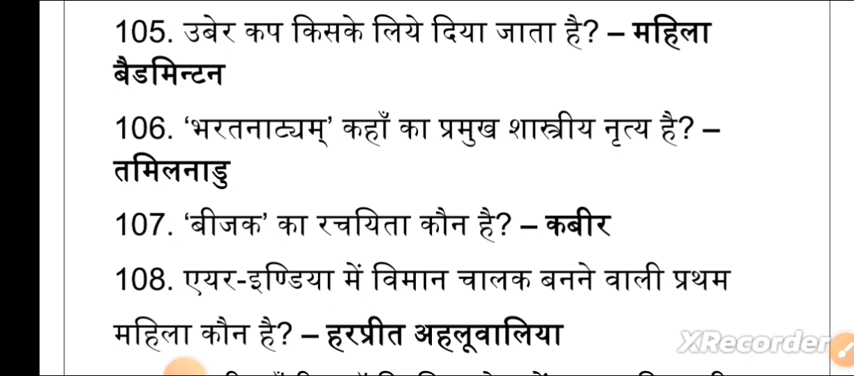 105. उबेर कप किसके लिये दिया जाता है? – महिला
बैडमिन्टन
106. ‘भरतनाट्यम्’ कहाँ का प्रमुख शास्त्रीय नृत्य है? –
तमिलनाडु
107. ‘बीजक’ का रचयिता कौन है? – कबीर
108. एयर-इण्डिया में विमान चालक बनने वाली प्रथम
महिला कौन है? – हरप्रीत अहलूवालिया
XRecorder